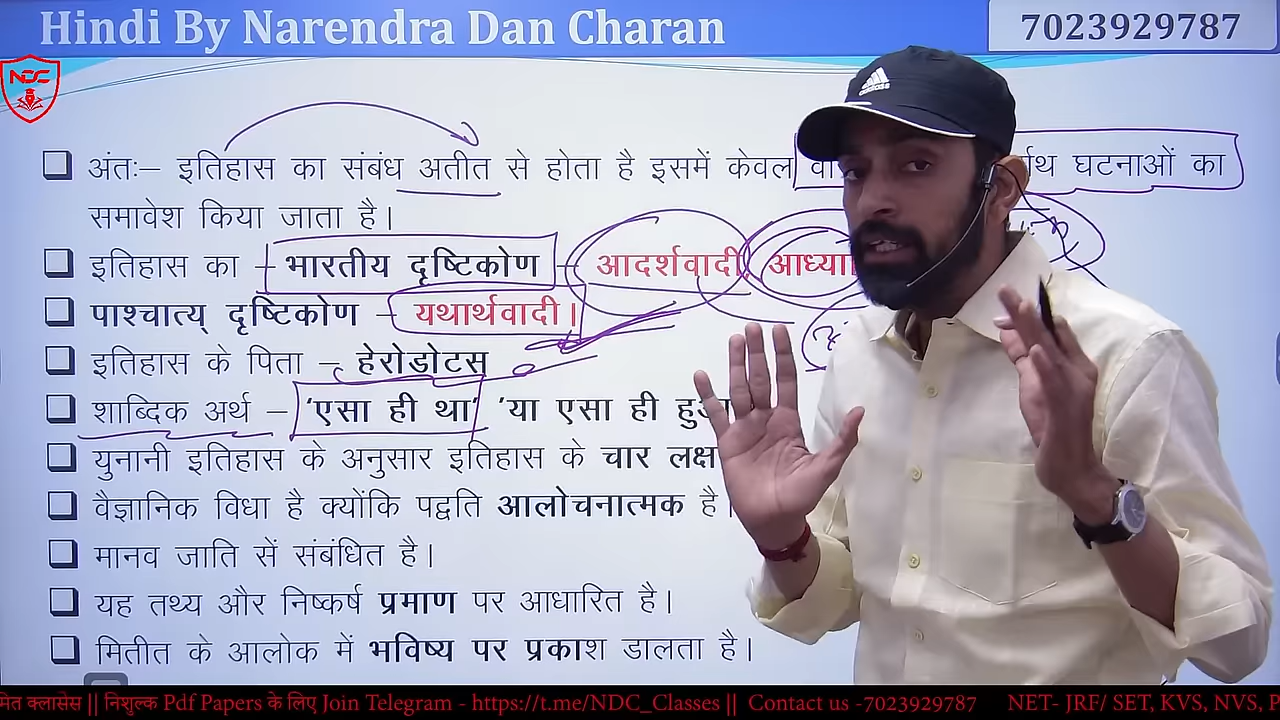 Hindi By Narendra Dan Charan
7023929787
NDC
adidas
अंतः– इतिहास का संबंध अतीत से होता है इसमें केवल घटनाओं का
समावेश किया जाता है।
इतिहास का – भारतीय दृष्टिकोण – आदर्शवादी,
पाश्चात्य् दृष्टिकोण – यथार्थवादी।
इतिहास के पिता – हेरोडोटस
शाब्दिक अर्थ – 'एसा ही था' 'या एसा ही
युनानी इतिहास के अनुसार इतिहास के चार
वैज्ञानिक विधा है क्योंकि पद्वति आलोचनात्मक है।
मानव जाति सें संबंधित है।
यह तथ्य और निष्कर्ष प्रमाण पर आधारित है।
मितीत के आलोक में भविष्य पर प्रकाश डालता है।
क्लासेस || निशुल्क Pdf Papers के लिए Join Telegram - https://t.me/NDC_Classes || Contact us -7023929787 NET- JRF/ SET, KVS, NVS,